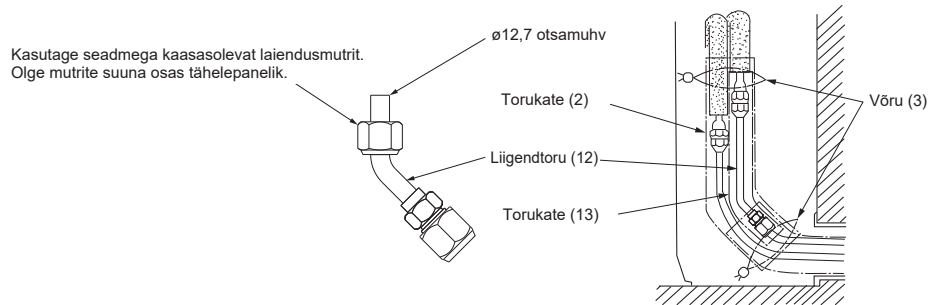 Kasutage seadmega kaasasolevat laiendusmutrit.
Olge mutrite suuna osas tähelepanelik.
ø12,7 otsamuhv
Torukate (2)
Võru (3)
Liigendtoru (12)
Torukate (13)